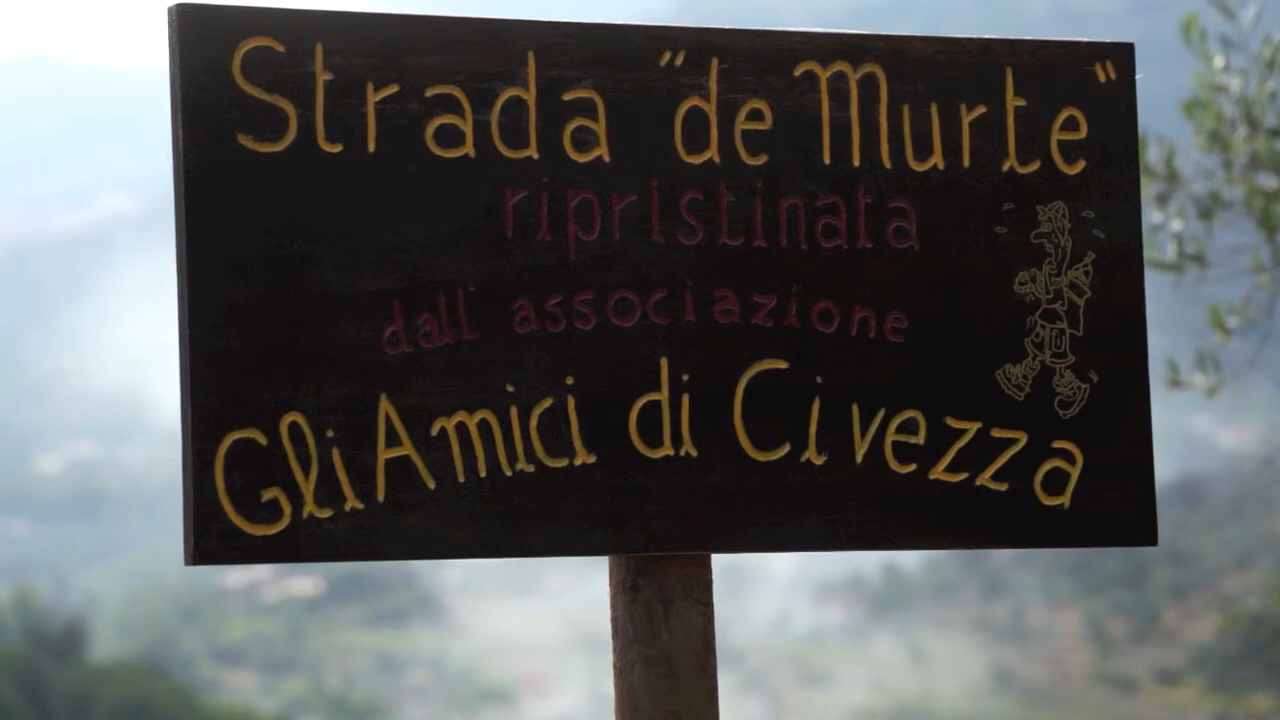 Strada "de Murte"
ripristinata
dall' associazione
Gli Amici di Civezza